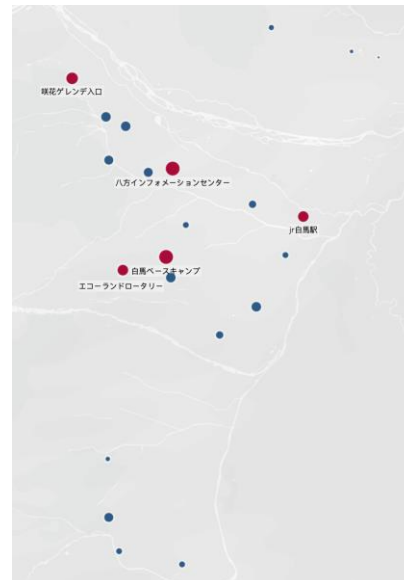 咲花ゲレンデ入口
八方インフォメーションセンター
jr白馬駅
白馬ベースキャンプ
エコーランドロータリー